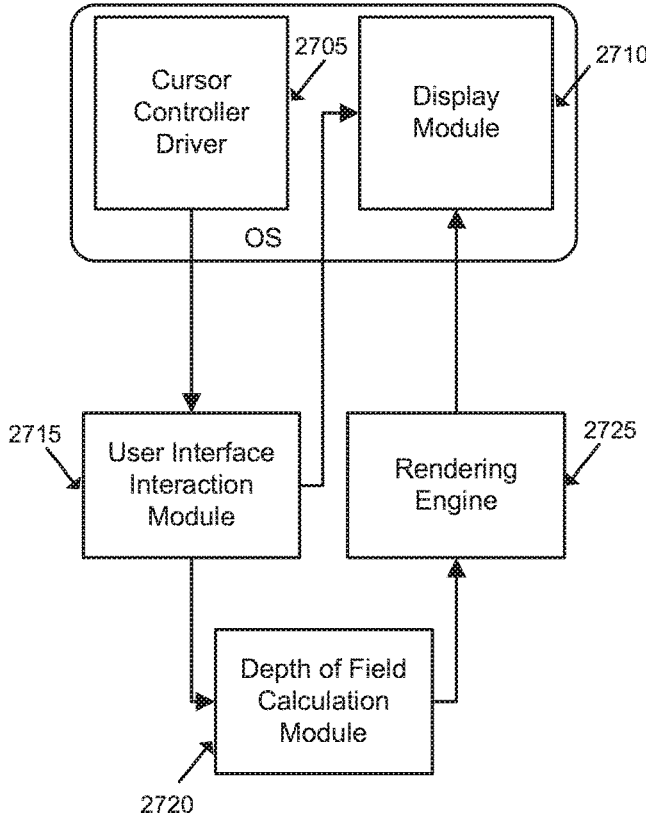 2705
2710
Cursor
Controller
Driver
Display
Module
OS
2715
User Interface
Interaction
Module
2725
Rendering
Engine
Depth of Field
Calculation
Module
2720